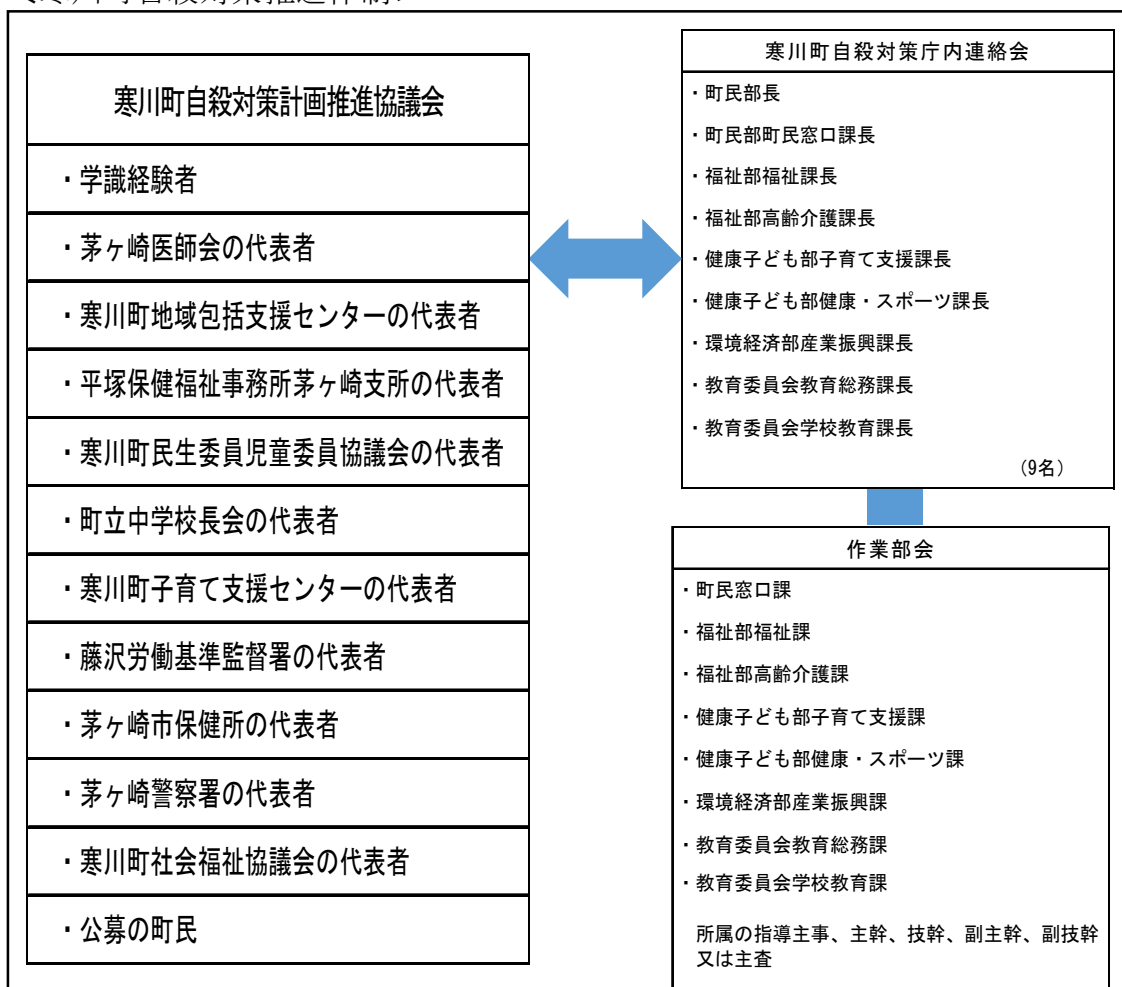 寒川町自殺対策計画推進協議会
・学識経験者
・茅ヶ崎医師会の代表者
・寒川町地域包括支援センターの代表者
・平塚保健福祉事務所茅ヶ崎支所の代表者
・寒川町民生委員児童委員協議会の代表者
・町立中学校長会の代表者
・寒川町子育て支援センターの代表者
・藤沢労働基準監督署の代表者
・茅ヶ崎市保健所の代表者
・茅ヶ崎警察署の代表者
・寒川町社会福祉協議会の代表者
・公募の町民
寒川町自殺対策庁内連絡会
・町民部長
・町民部町民窓口課長
・福祉部福祉課長
・福祉部高齢介護課長
・健康子ども部子育て支援課長
・健康子ども部健康・スポーツ課長
・環境経済部産業振興課長
・教育委員会教育総務課長
・教育委員会学校教育課長
(9名)
作業部会
・町民窓口課
・福祉部福祉課
・福祉部高齢介護課
・健康子ども部子育て支援課
・健康子ども部健康・スポーツ課
・環境経済部産業振興課
・教育委員会教育総務課
・教育委員会学校教育課
所属の指導主事、主幹、技幹、副主幹、副技幹
又は主査